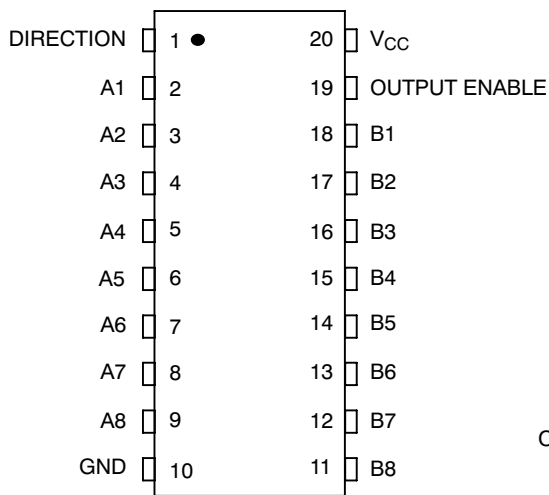 DIRECTION 1 20 VCC
A1 2 19 OUTPUT ENABLE
A2 3 18 B1
A3 4 17 B2
A4 5 16 B3
A5 6 15 B4
A6 7 14 B5
A7 8 13 B6
A8 9 12 B7
GND 10 11 B8